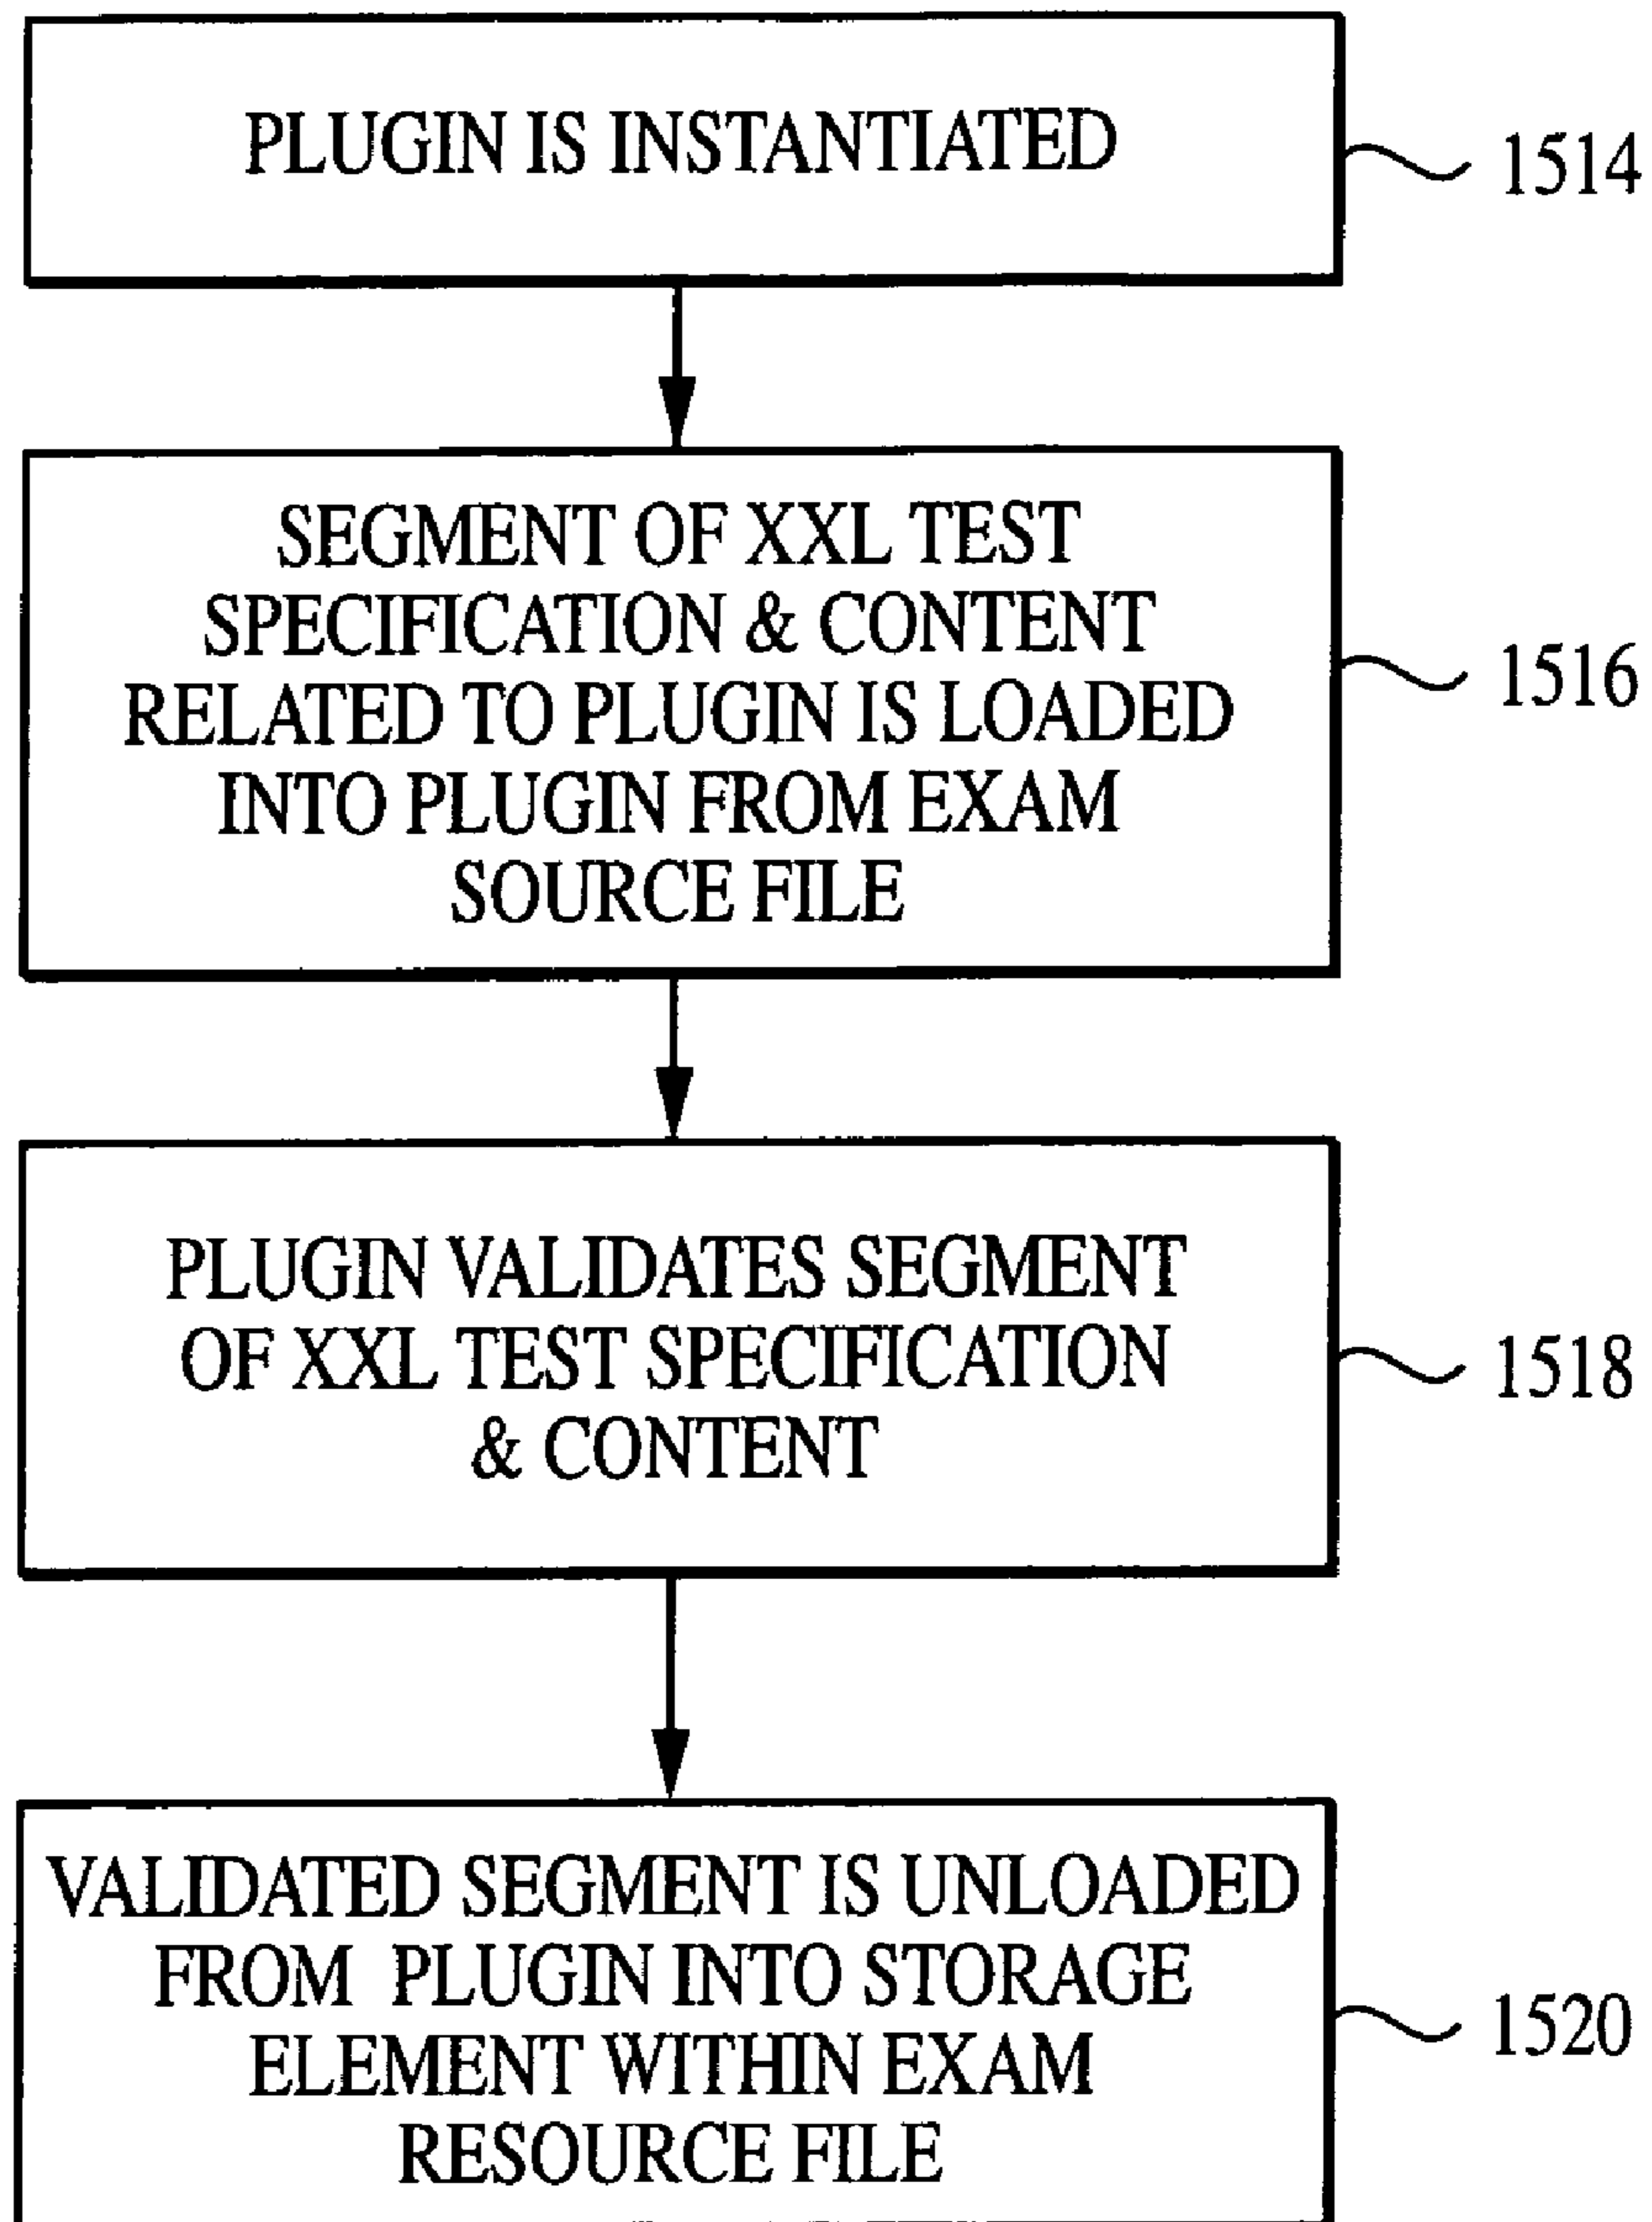 PLUGIN IS INSTANTIATED
1514
SEGMENT OF XXL TEST
SPECIFICATION & CONTENT
RELATED TO PLUGIN IS LOADED
INTO PLUGIN FROM EXAM
SOURCE FILE
1516
PLUGIN VALIDATES SEGMENT
OF XXL TEST SPECIFICATION
& CONTENT
1518
VALIDATED SEGMENT IS UNLOADED
FROM PLUGIN INTO STORAGE
ELEMENT WITHIN EXAM
RESOURCE FILE
1520